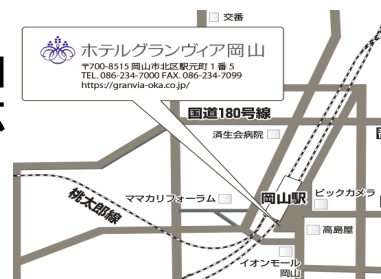 交番
ホテルグランヴィア岡山
〒700-8515 岡山市北区駅元町1番5
TEL. 086-234-7000 FAX. 086-234-7099
https://granvia-oka.co.jp/
国道180号線
済生会病院
桃太郎線
ママカリフォーラム
岡山駅
ビックカメラ
高島屋
イオンモール
岡山